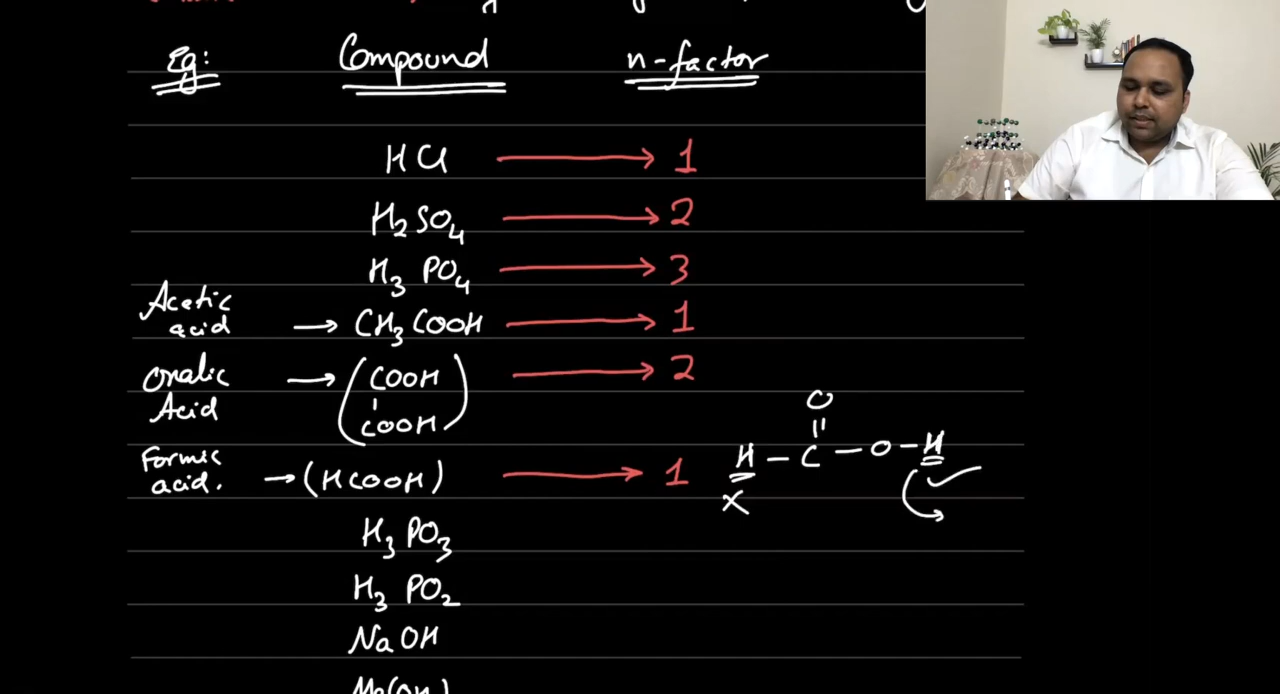 Eg: Compound n-factor
HCl → 1
H₂SO₄ → 2
H₃PO₄ → 3
Acetic acid → CH₃COOH → 1
Oxalic Acid → (COOH
COOH) → 2
O
||
Formic acid. → (HCOOH) → 1 H – C – O – H
X ✓
H₃PO₃
H₃PO₂
NaOH